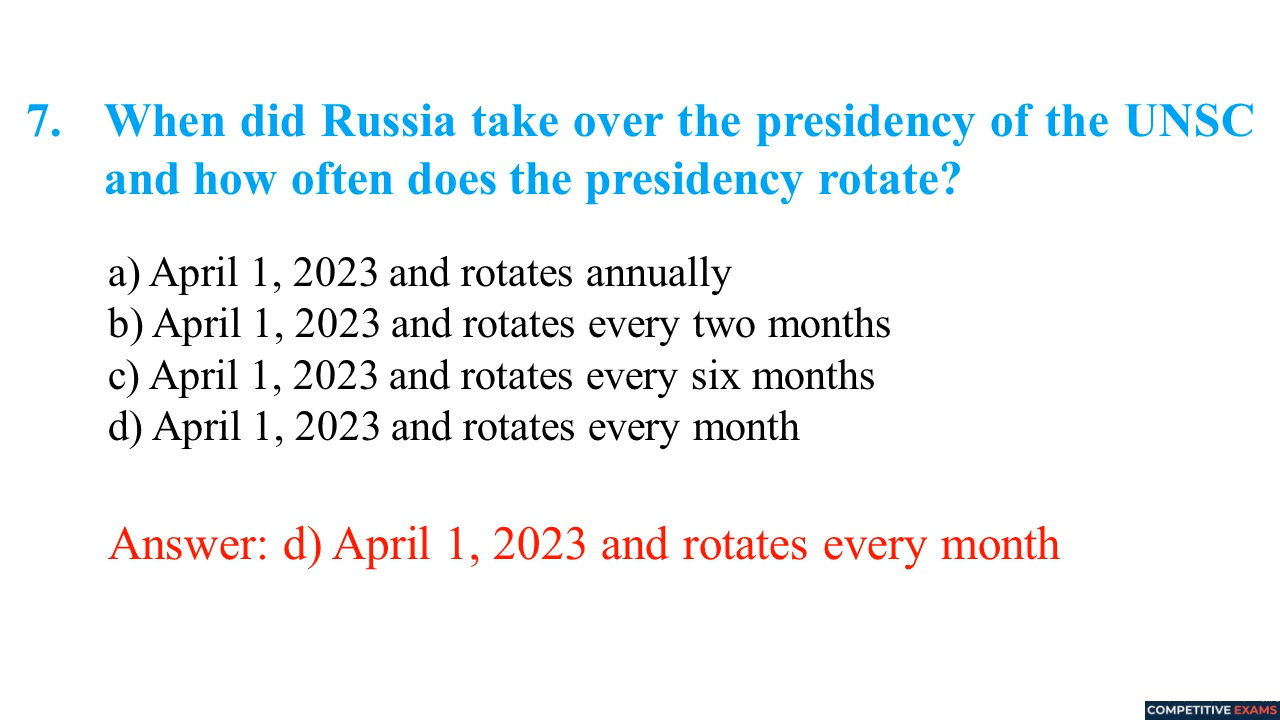 7. When did Russia take over the presidency of the UNSC
and how often does the presidency rotate?
a) April 1, 2023 and rotates annually
b) April 1, 2023 and rotates every two months
c) April 1, 2023 and rotates every six months
d) April 1, 2023 and rotates every month
Answer: d) April 1, 2023 and rotates every month
COMPETITIVE EXAMS